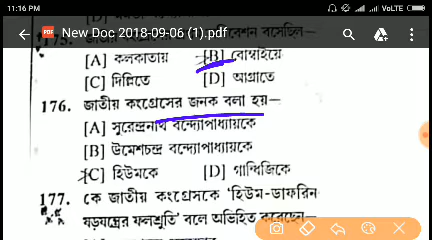 11:16 PM VoLTE
New Doc 2018-09-06 (1).pdf
[A] কলকাতায় [B] বোম্বাইয়ে
[C] দিল্লিতে [D] আগ্রাতে
176. জাতীয় কংগ্রেসের জনক বলা হয়—
[A] সুরেন্দ্রনাথ বন্দ্যোপাধ্যায়কে
[B] উমেশচন্দ্র বন্দ্যোপাধ্যায়কে
[C] হিউমকে [D] গান্ধিজিকে
177. কে জাতীয় কংগ্রেসকে 'হিউম-ডাফরিন
ষড়যন্ত্রের ফলশ্রুতি' বলে অভিহিত করেছেন—